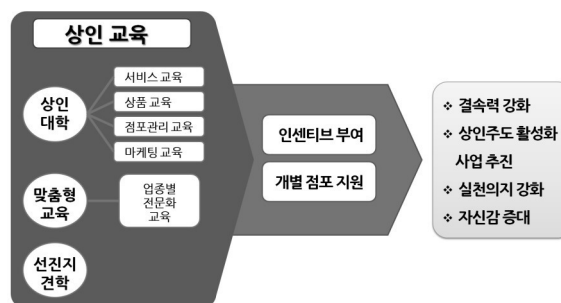 상인 교육
상인
대학
서비스 교육
상품 교육
점포관리 교육
마케팅 교육
맞춤형
교육
업종별
전문화
교육
선진지
견학
인센티브 부여
개별 점포 지원
❖ 결속력 강화
❖ 상인주도 활성화
사업 추진
❖ 실천의지 강화
❖ 자신감 증대